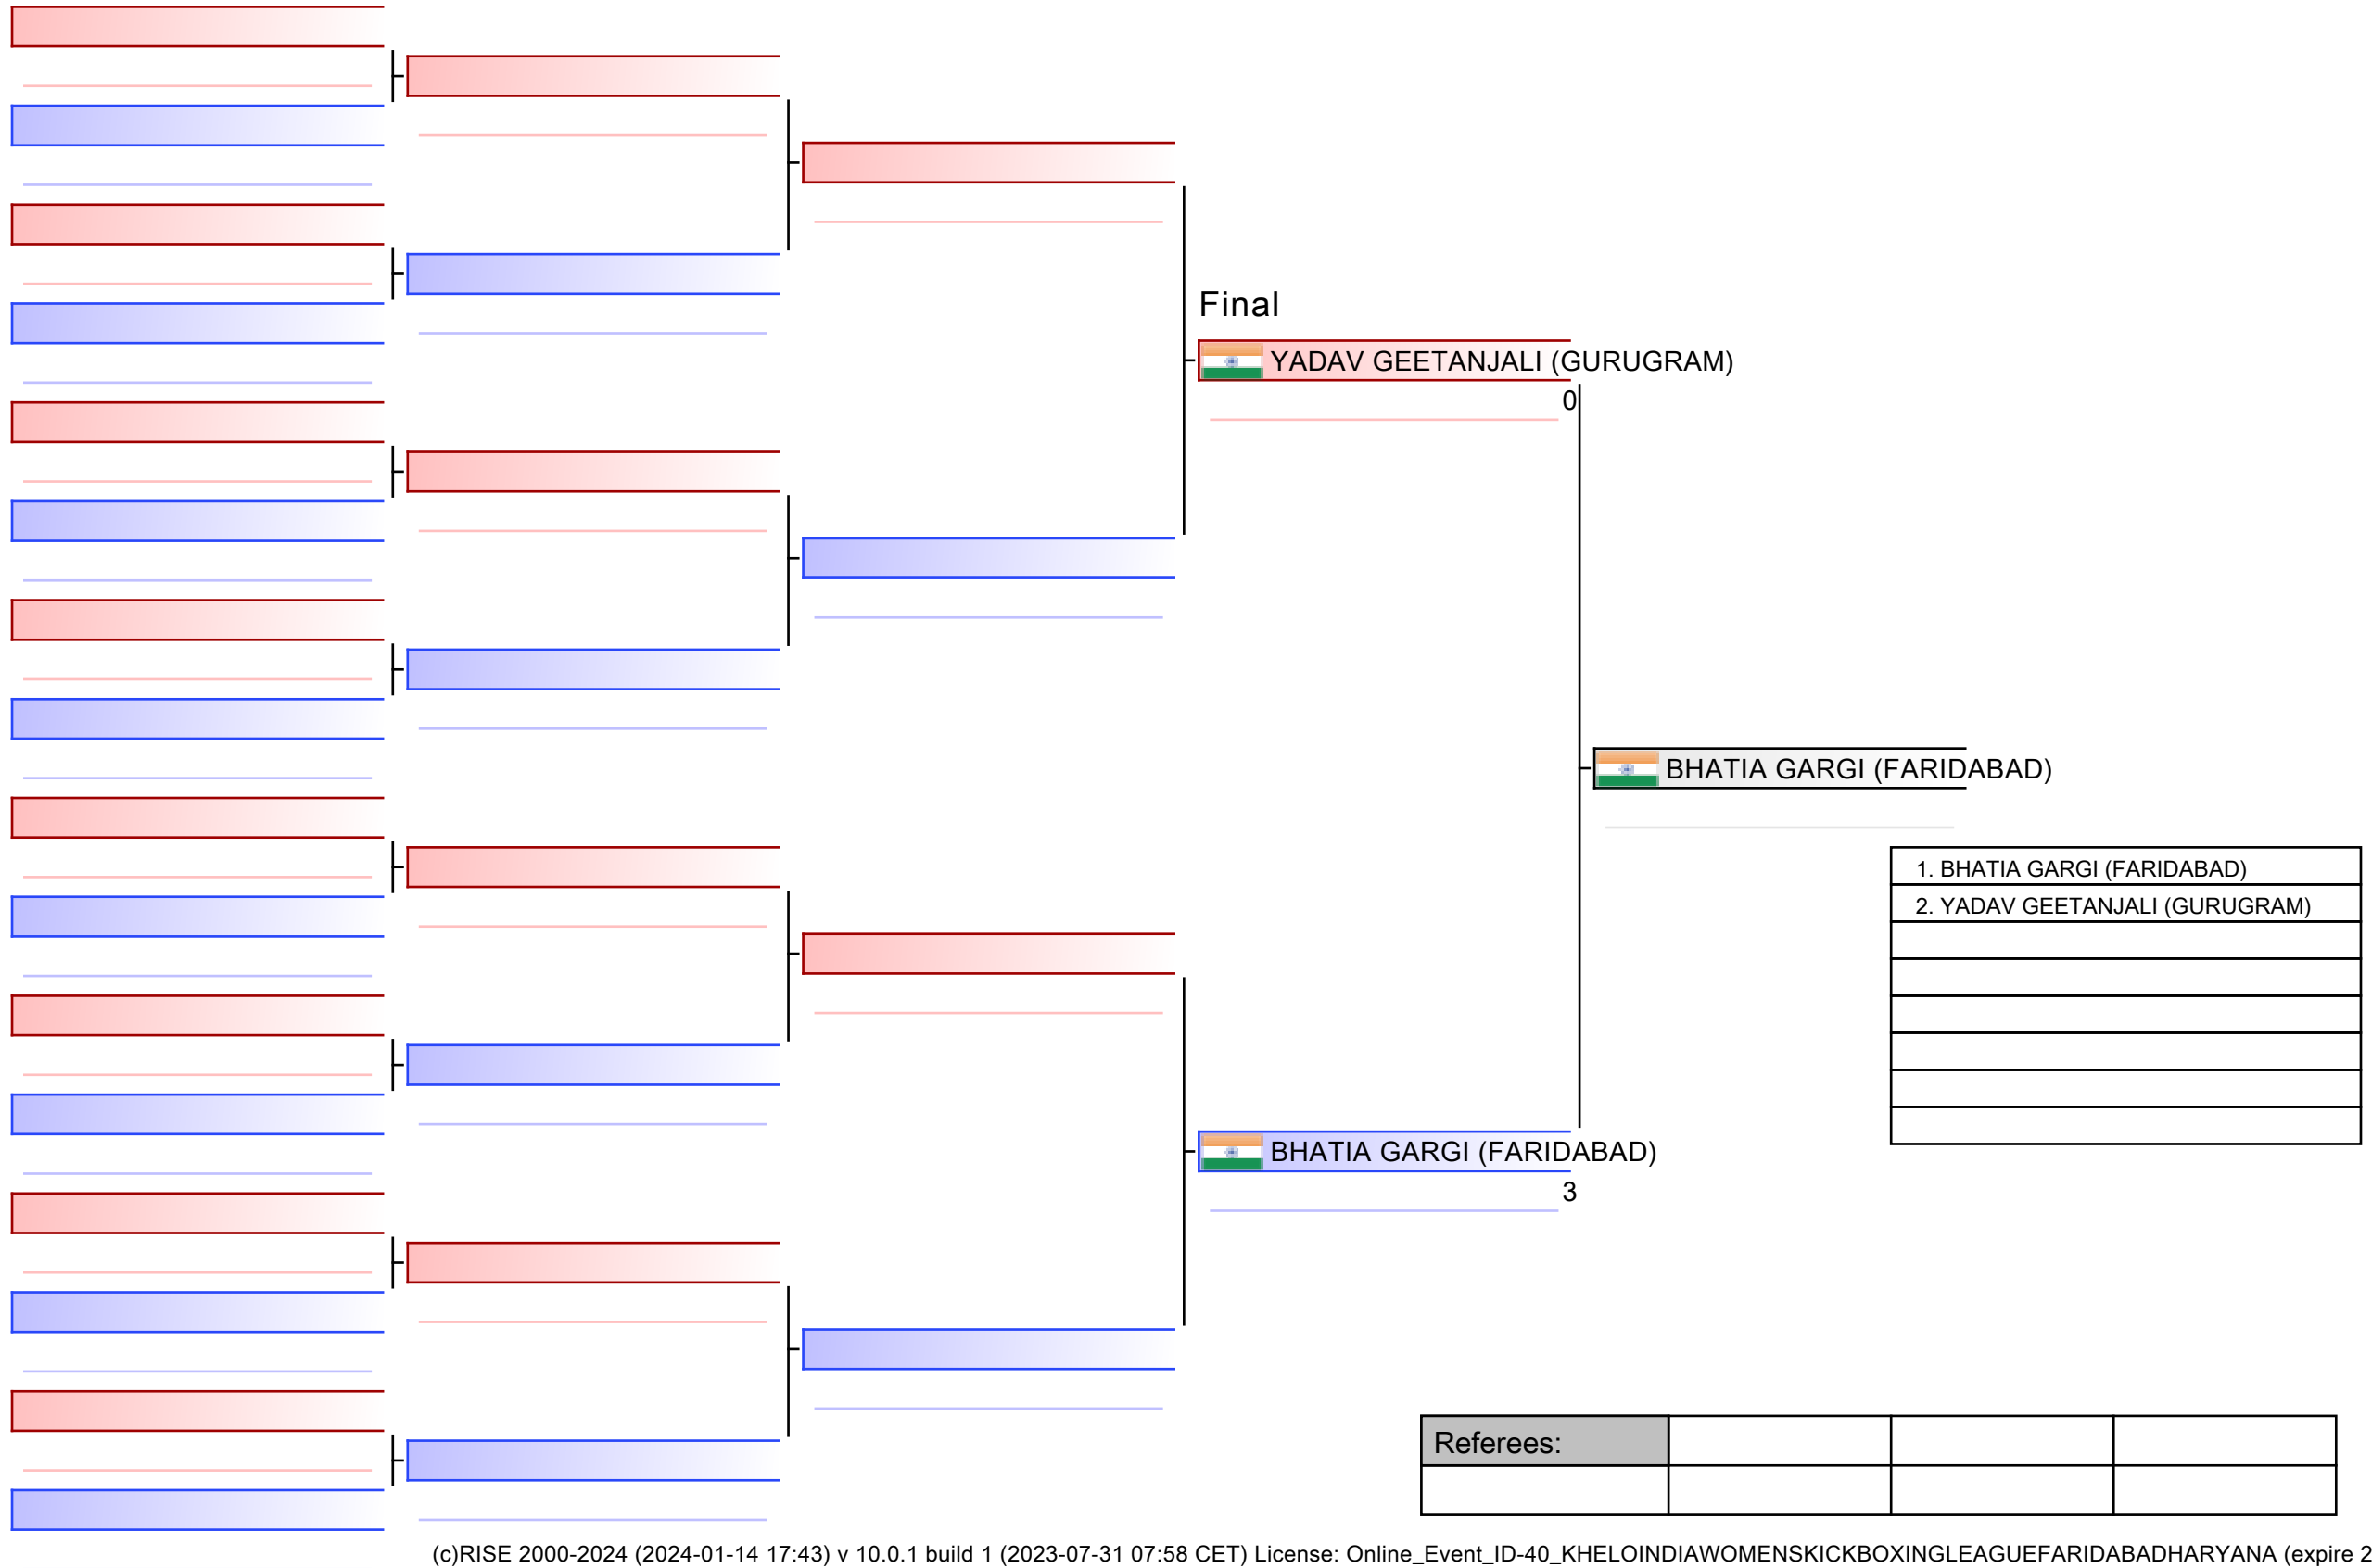 Final
YADAV GEETANJALI (GURUGRAM)
0
BHATIA GARGI (FARIDABAD)
1. BHATIA GARGI (FARIDABAD)
2. YADAV GEETANJALI (GURUGRAM)
BHATIA GARGI (FARIDABAD)
3
Referees:
(c)RISE 2000-2024 (2024-01-14 17:43) v 10.0.1 build 1 (2023-07-31 07:58 CET) License: Online_Event_ID-40_KHELOINDIAWOMENSKICKBOXINGLEAGUEFARIDABADHARYANA (expire 2